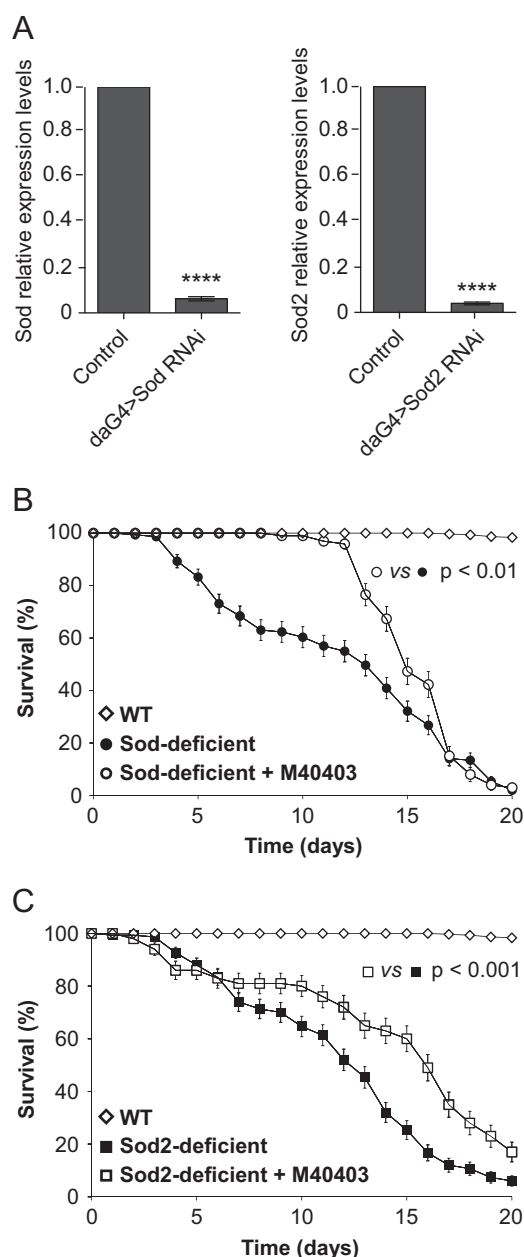 A
Sod relative expression levels
1.0
0.8
0.6
0.4
0.2
0
****
Control
daG4>Sod RNAi
Sod2 relative expression levels
1.0
0.8
0.6
0.4
0.2
0
****
Control
daG4>Sod2 RNAi
B
Survival (%)
100
80
60
40
20
0
○ vs ● p < 0.01
◇ WT
● Sod-deficient
○ Sod-deficient + M40403
0 5 10 15 20
Time (days)
C
Survival (%)
100
80
60
40
20
0
□ vs ■ p < 0.001
◇ WT
■ Sod2-deficient
□ Sod2-deficient + M40403
0 5 10 15 20
Time (days)